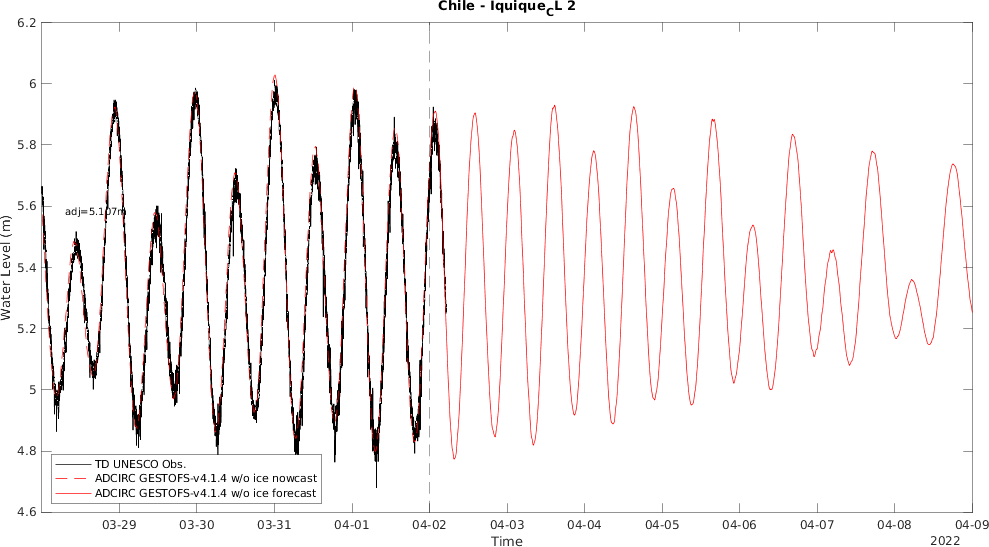 Chile - Iquique_CL 2
6.2
6
5.8
5.6
5.4
5.2
5
4.8
4.6
Water Level (m)
adj=5.107m
TD UNESCO Obs.
ADCIRC GESTOFS-v4.1.4 w/o ice nowcast
ADCIRC GESTOFS-v4.1.4 w/o ice forecast
03-29 03-30 03-31 04-01 04-02 04-03 04-04 04-05 04-06 04-07 04-08 04-09
Time
2022